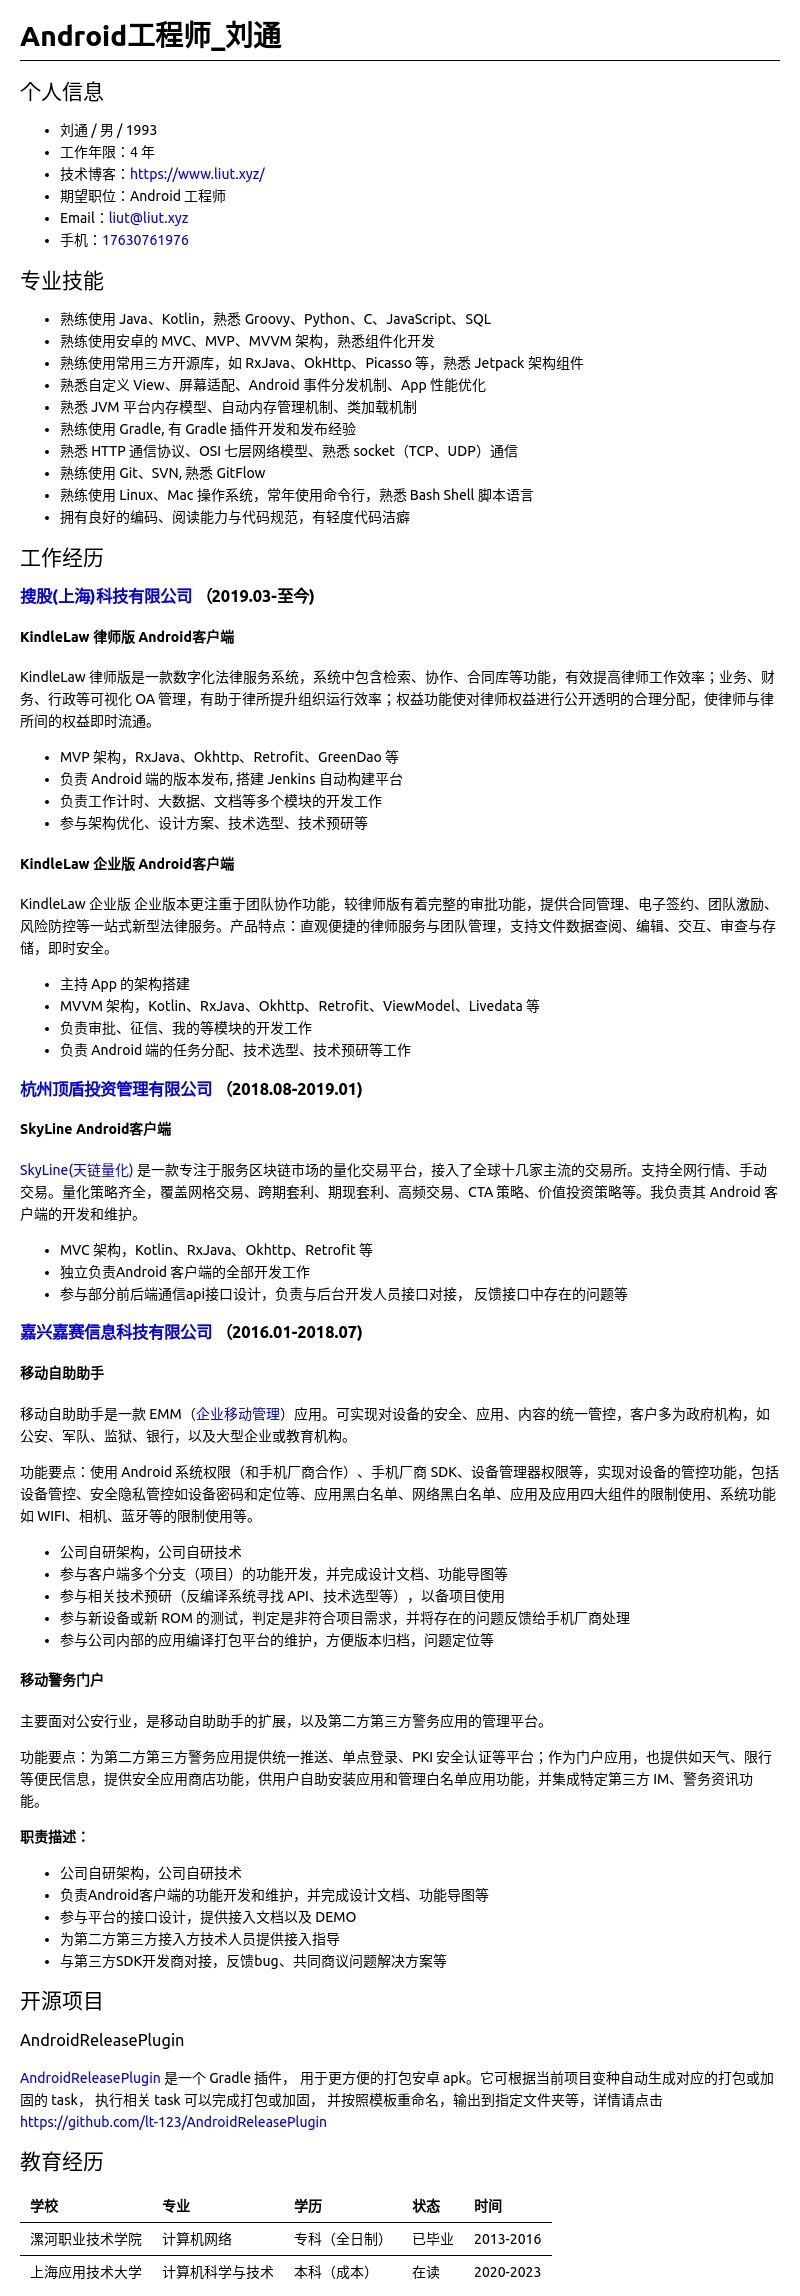 Android工程师_刘通
个人信息
刘通 / 男 / 1993
工作年限：4 年
技术博客：https://www.liut.xyz/
期望职位：Android 工程师
Email：liut@liut.xyz
手机：17630761976
专业技能
熟练使用 Java、Kotlin，熟悉 Groovy、Python、C、JavaScript、SQL
熟练使用安卓的 MVC、MVP、MVVM 架构，熟悉组件化开发
熟练使用常用三方开源库，如 RxJava、OkHttp、Picasso 等，熟悉 Jetpack 架构组件
熟悉自定义 View、屏幕适配、Android 事件分发机制、App 性能优化
熟悉 JVM 平台内存模型、自动内存管理机制、类加载机制
熟练使用 Gradle, 有 Gradle 插件开发和发布经验
熟悉 HTTP 通信协议、OSI 七层网络模型、熟悉 socket（TCP、UDP）通信
熟练使用 Git、SVN, 熟悉 GitFlow
熟练使用 Linux、Mac 操作系统，常年使用命令行，熟悉 Bash Shell 脚本语言
拥有良好的编码、阅读能力与代码规范，有轻度代码洁癖
工作经历
搜股(上海)科技有限公司 （2019.03-至今)
KindleLaw 律师版 Android客户端
KindleLaw 律师版是一款数字化法律服务系统，系统中包含检索、协作、合同库等功能，有效提高律师工作效率；业务、财
务、行政等可视化 OA 管理，有助于律所提升组织运行效率；权益功能使对律师权益进行公开透明的合理分配，使律师与律
所间的权益即时流通。
MVP 架构，RxJava、Okhttp、Retrofit、GreenDao 等
负责 Android 端的版本发布, 搭建 Jenkins 自动构建平台
负责工作计时、大数据、文档等多个模块的开发工作
参与架构优化、设计方案、技术选型、技术预研等
KindleLaw 企业版 Android客户端
KindleLaw 企业版 企业版本更注重于团队协作功能，较律师版有着完整的审批功能，提供合同管理、电子签约、团队激励、
风险防控等一站式新型法律服务。产品特点：直观便捷的律师服务与团队管理，支持文件数据查阅、编辑、交互、审查与存
储，即时安全。
主持 App 的架构搭建
MVVM 架构，Kotlin、RxJava、Okhttp、Retrofit、ViewModel、Livedata 等
负责审批、征信、我的等模块的开发工作
负责 Android 端的任务分配、技术选型、技术预研等工作
杭州顶盾投资管理有限公司 （2018.08-2019.01)
SkyLine Android客户端
SkyLine(天链量化) 是一款专注于服务区块链市场的量化交易平台，接入了全球十几家主流的交易所。支持全网行情、手动
交易。量化策略齐全，覆盖网格交易、跨期套利、期现套利、高频交易、CTA 策略、价值投资策略等。我负责其 Android 客
户端的开发和维护。
MVC 架构，Kotlin、RxJava、Okhttp、Retrofit 等
独立负责Android 客户端的全部开发工作
参与部分前后端通信api接口设计，负责与后台开发人员接口对接， 反馈接口中存在的问题等
嘉兴嘉赛信息科技有限公司 （2016.01-2018.07)
移动自助助手
移动自助助手是一款 EMM（企业移动管理）应用。可实现对设备的安全、应用、内容的统一管控，客户多为政府机构，如
公安、军队、监狱、银行，以及大型企业或教育机构。
功能要点：使用 Android 系统权限（和手机厂商合作）、手机厂商 SDK、设备管理器权限等，实现对设备的管控功能，包括
设备管控、安全隐私管控如设备密码和定位等、应用黑白名单、网络黑白名单、应用及应用四大组件的限制使用、系统功能
如 WIFI、相机、蓝牙等的限制使用等。
公司自研架构，公司自研技术
参与客户端多个分支（项目）的功能开发，并完成设计文档、功能导图等
参与相关技术预研（反编译系统寻找 API、技术选型等），以备项目使用
参与新设备或新 ROM 的测试，判定是非符合项目需求，并将存在的问题反馈给手机厂商处理
参与公司内部的应用编译打包平台的维护，方便版本归档，问题定位等
移动警务门户
主要面对公安行业，是移动自助助手的扩展，以及第二方第三方警务应用的管理平台。
功能要点：为第二方第三方警务应用提供统一推送、单点登录、PKI 安全认证等平台；作为门户应用，也提供如天气、限行
等便民信息，提供安全应用商店功能，供用户自助安装应用和管理白名单应用功能，并集成特定第三方 IM、警务资讯功
能。
职责描述：
公司自研架构，公司自研技术
负责Android客户端的功能开发和维护，并完成设计文档、功能导图等
参与平台的接口设计，提供接入文档以及 DEMO
为第二方第三方接入方技术人员提供接入指导
与第三方SDK开发商对接，反馈bug、共同商议问题解决方案等
开源项目
AndroidReleasePlugin
AndroidReleasePlugin 是一个 Gradle 插件， 用于更方便的打包安卓 apk。它可根据当前项目变种自动生成对应的打包或加
固的 task， 执行相关 task 可以完成打包或加固， 并按照模板重命名，输出到指定文件夹等，详情请点击
https://github.com/lt-123/AndroidReleasePlugin
教育经历
学校 专业 学历 状态 时间
漯河职业技术学院 计算机网络 专科（全日制） 已毕业 2013-2016
上海应用技术大学 计算机科学与技术 本科（成本） 在读 2020-2023